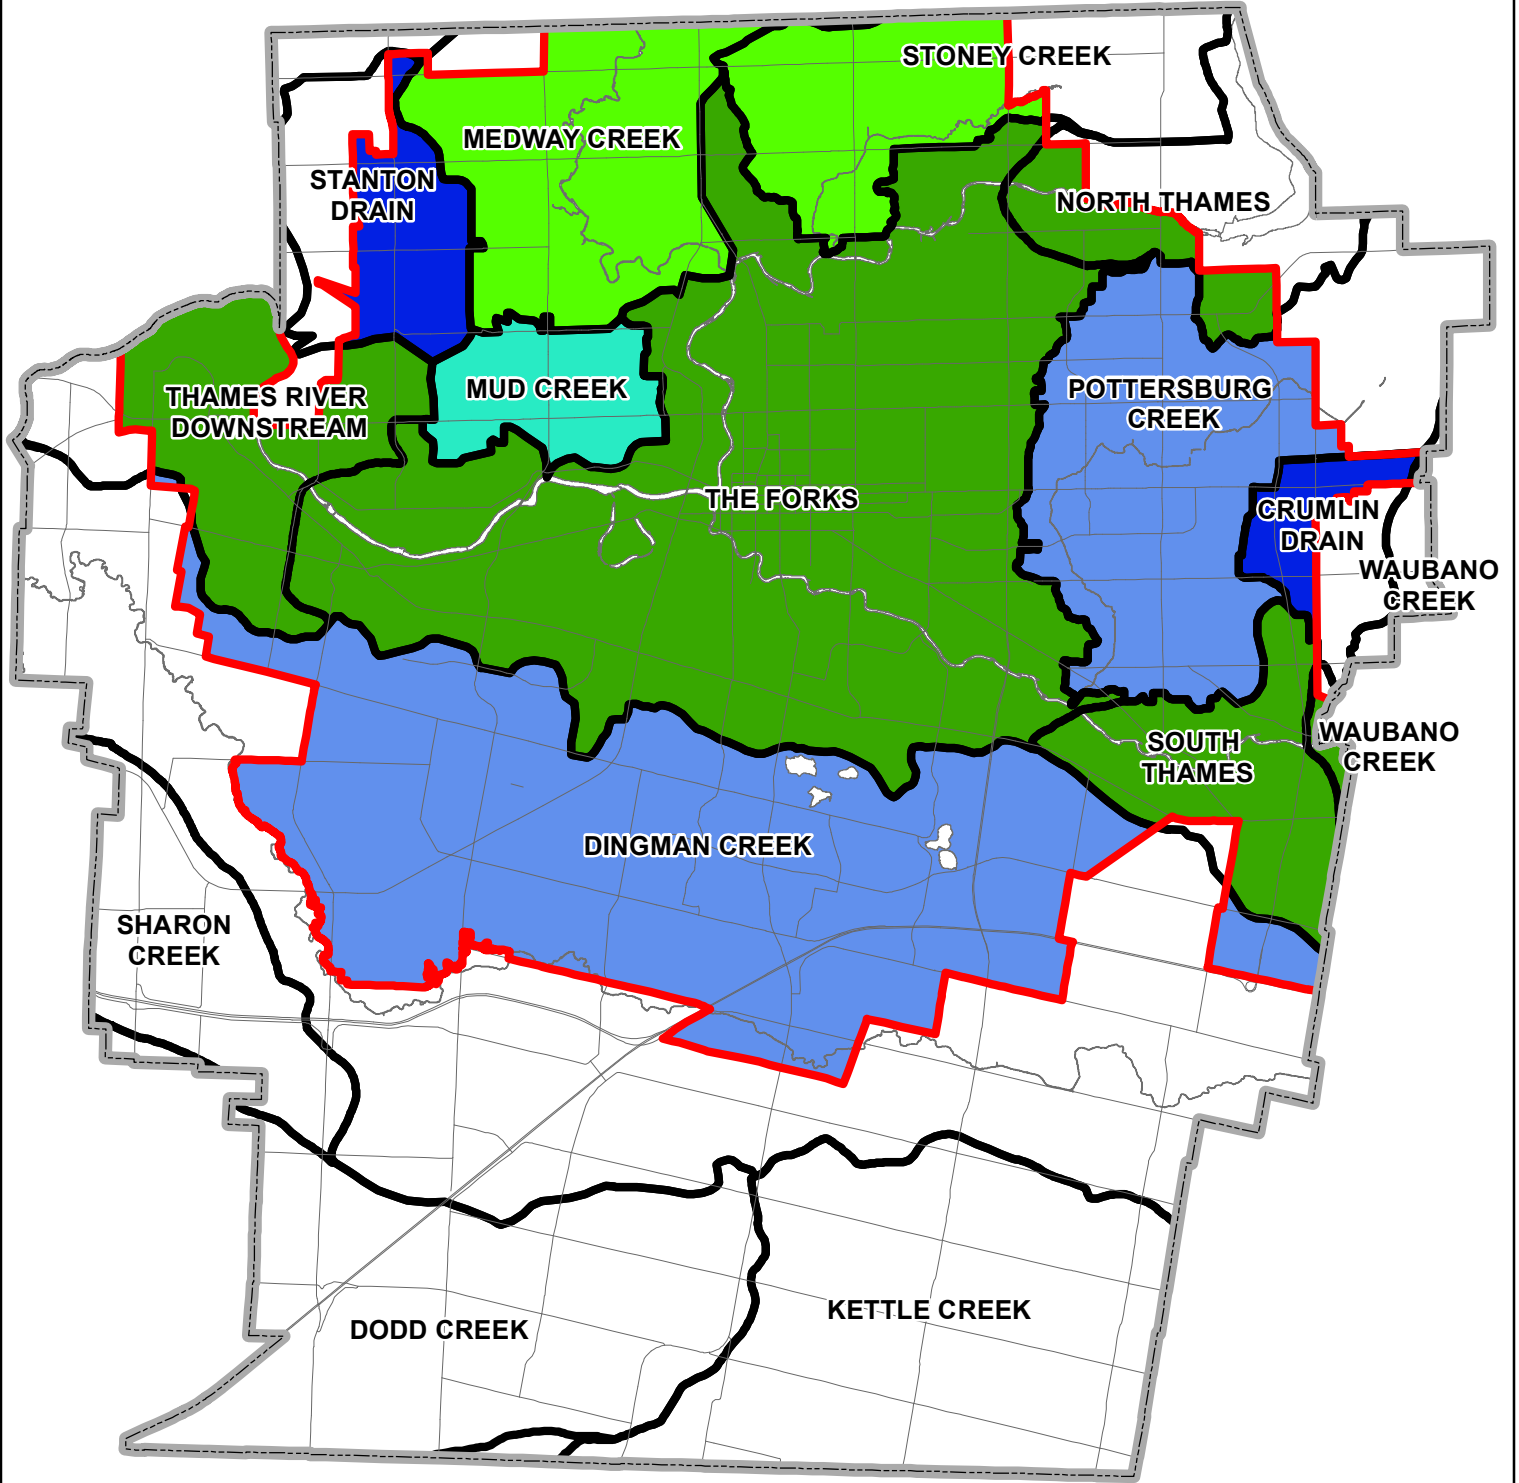 STONEY CREEK
MEDWAY CREEK
STANTON
DRAIN
NORTH THAMES
THAMES RIVER
DOWNSTREAM
MUD CREEK
POTTERSBURG
CREEK
THE FORKS
CRUMLIN
DRAIN
WAUBANO
CREEK
SOUTH
THAMES
WAUBANO
CREEK
DINGMAN CREEK
SHARON
CREEK
KETTLE CREEK
DODD CREEK